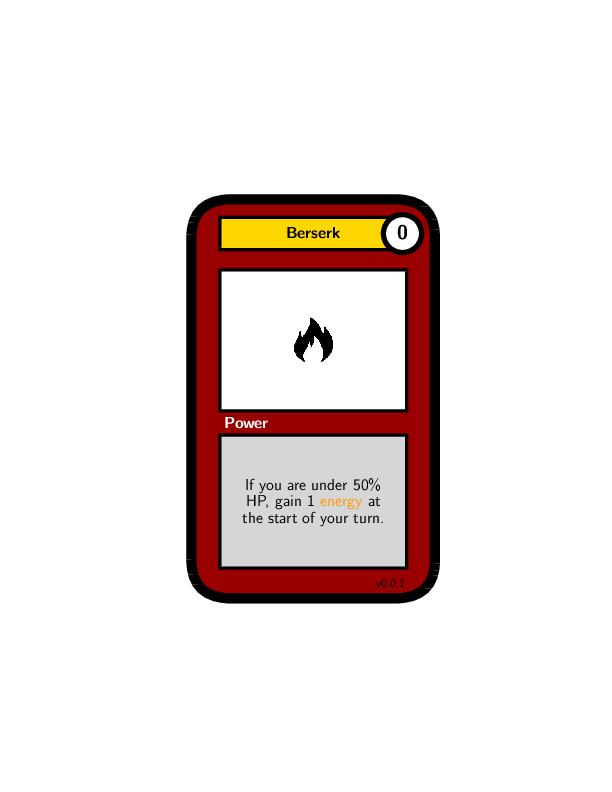 Berserk
0
Power
If you are under 50%
HP, gain 1 energy at
the start of your turn.
v0.0.1